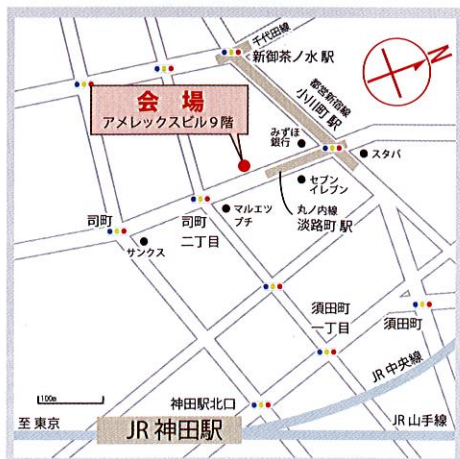 千代田線
新御茶ノ水 駅
N
会 場
アメレックスビル9階
都営新宿線
小川町 駅
みずほ
銀行
スタバ
セブン
イレブン
丸ノ内線
淡路町 駅
マルエツ
プチ
司町
司町
二丁目
サンクス
須田町
一丁目
須田町
JR 中央線
100m
神田駅北口
至 東京
JR 神田駅
JR 山手線